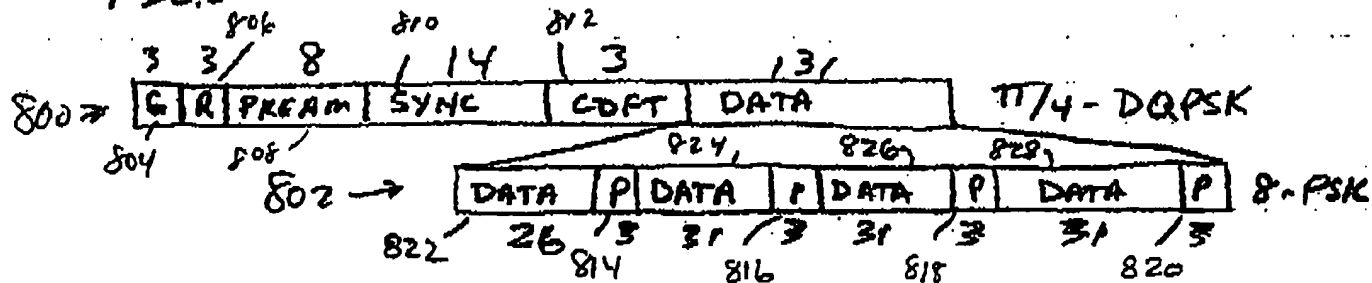 806 810 812
3 3 8 14 3 131
800 G R PREAM SYNC CDFT DATA π/4-DQPSK
804 808 824 826 828
802 DATA P DATA P DATA P DATA P 8-PSK
26 3 31 3 31 3 31 3
822 814 816 818 820